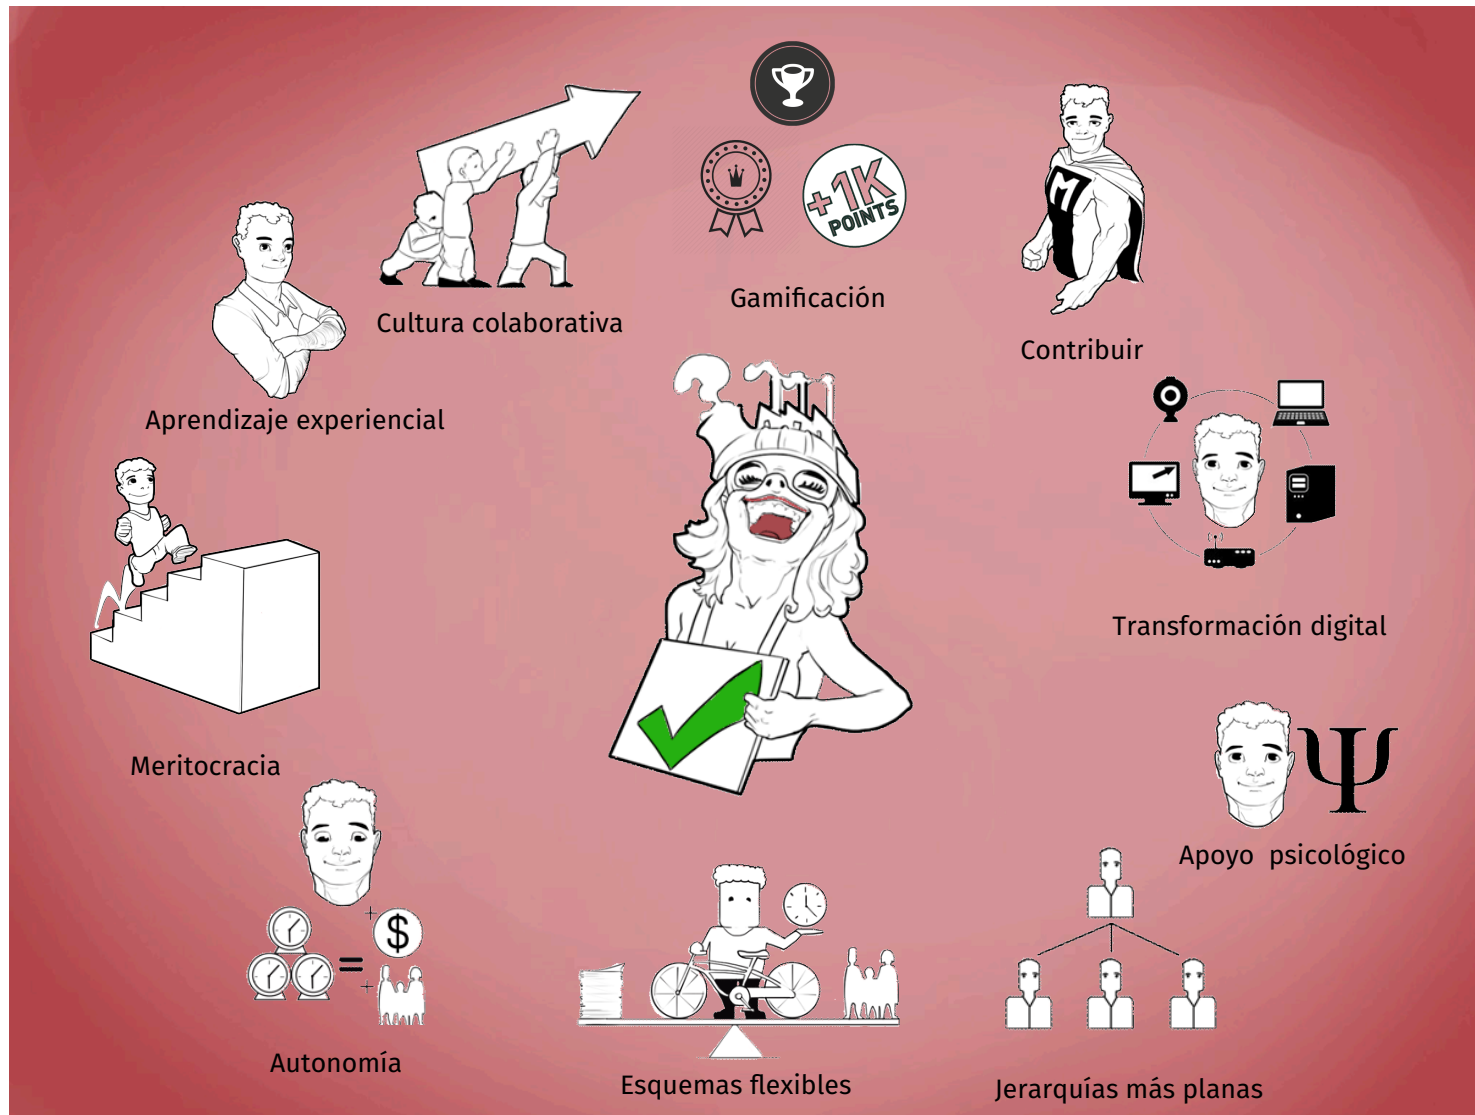 +1K
POINTS
M
Gamificación
Cultura colaborativa
Contribuir
Aprendizaje experiencial
Transformación digital
Meritocracia
Apoyo  psicológico
$
=
Ψ
Autonomía
Esquemas flexibles
Jerarquías más planas